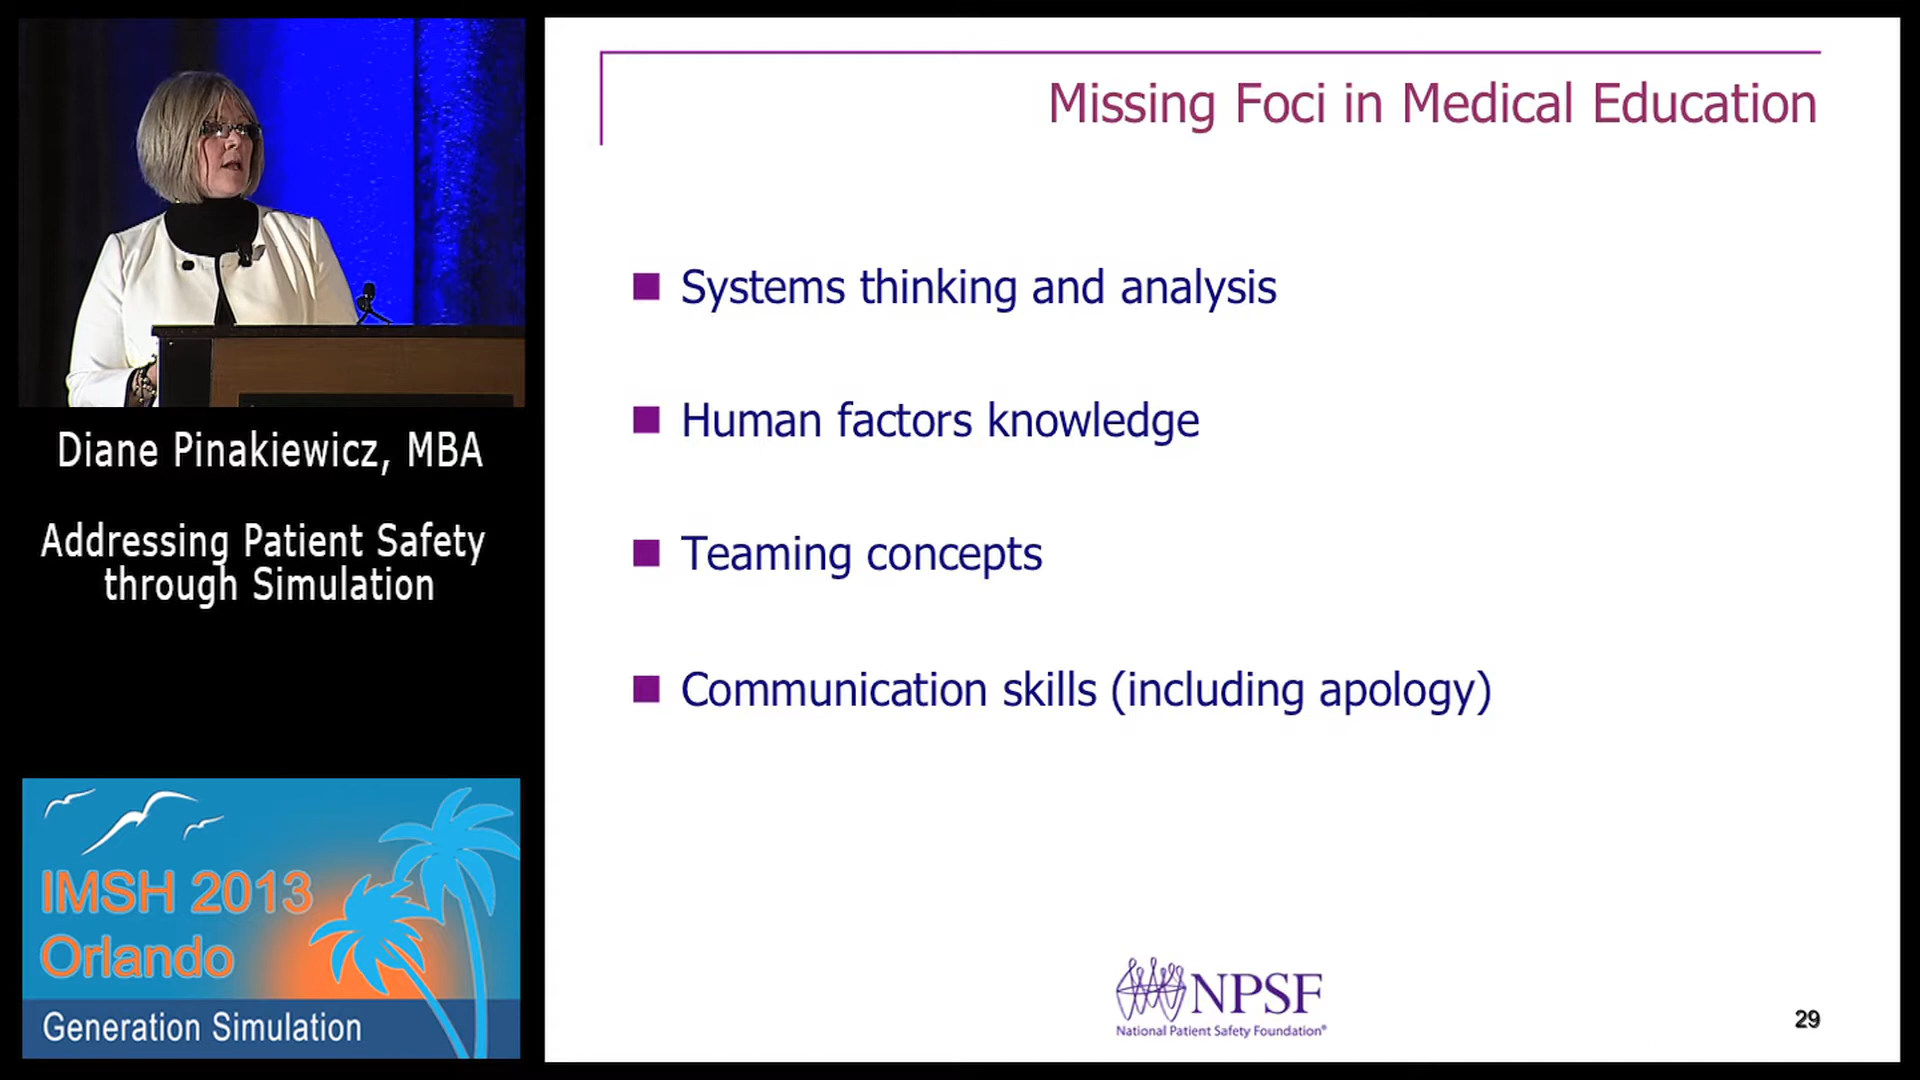 Missing Foci in Medical Education
Systems thinking and analysis
Human factors knowledge
Teaming concepts
Communication skills (including apology)
NPSF
National Patient Safety Foundation®
29
Diane Pinakiewicz, MBA
Addressing Patient Safety
through Simulation
IMSH 2013
Orlando
Generation Simulation